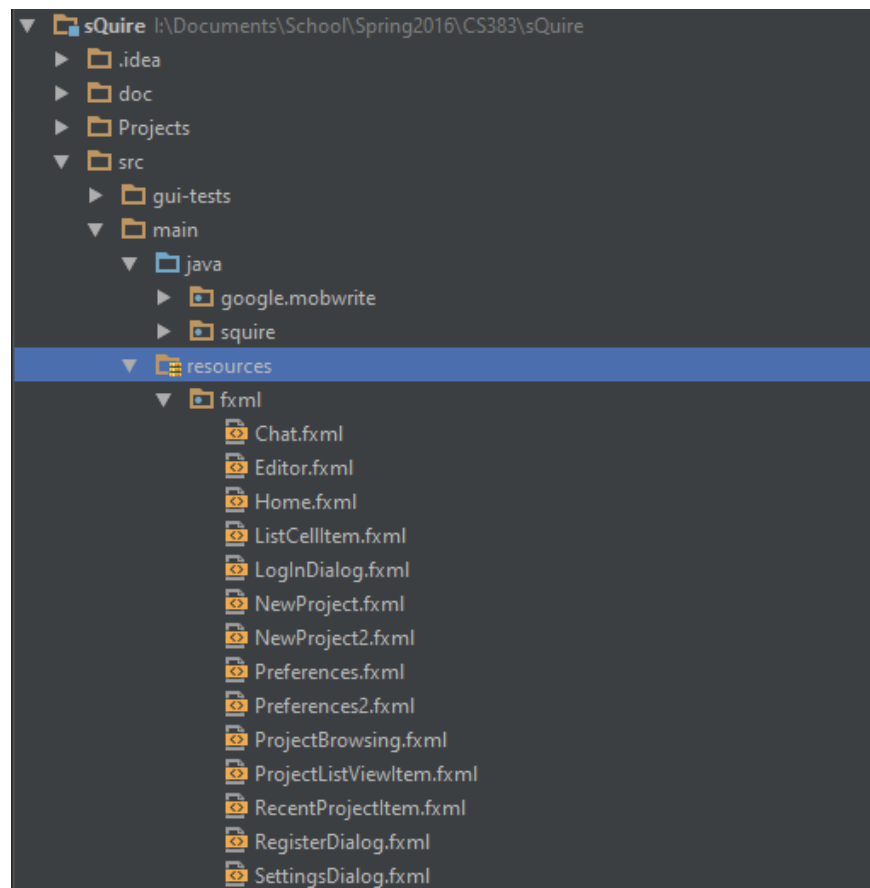 sQuire I:\Documents\School\Spring2016\CS383\sQuire
.idea
doc
Projects
src
gui-tests
main
java
google.mobwrite
squire
resources
fxml
Chat.fxml
Editor.fxml
Home.fxml
ListCellItem.fxml
LogInDialog.fxml
NewProject.fxml
NewProject2.fxml
Preferences.fxml
Preferences2.fxml
ProjectBrowsing.fxml
ProjectListViewItem.fxml
RecentProjectItem.fxml
RegisterDialog.fxml
SettingsDialog.fxml